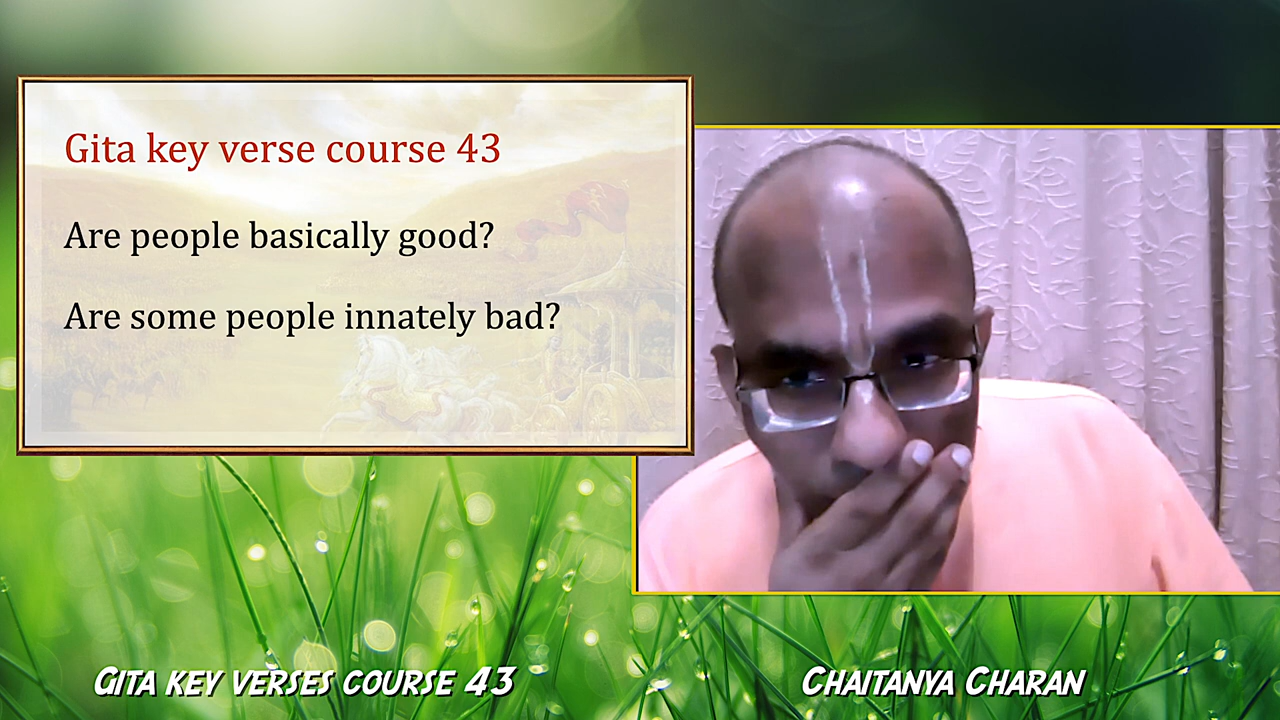 Gita key verse course 43
Are people basically good?
Are some people innately bad?
Gita key verses course 43
Chaitanya Charan